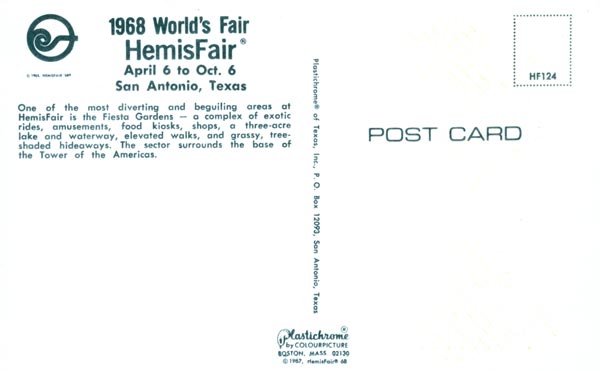 1968 World's Fair
HemisFair®
April 6 to Oct. 6
San Antonio, Texas
One of the most diverting and beguiling areas at
HemisFair is the Fiesta Gardens — a complex of exotic
rides, amusements, food kiosks, shops, a three-acre
lake and waterway, elevated walks, and grassy, tree-
shaded hideaways. The sector surrounds the base of
the Tower of the Americas.
Plastichrome® of Texas, Inc., P. O. Box 12093, San Antonio, Texas
HF124
POST CARD
Plastichrome®
by COLOURPICTURE
BOSTON, MASS 02130
© 1967, HemisFair® 68